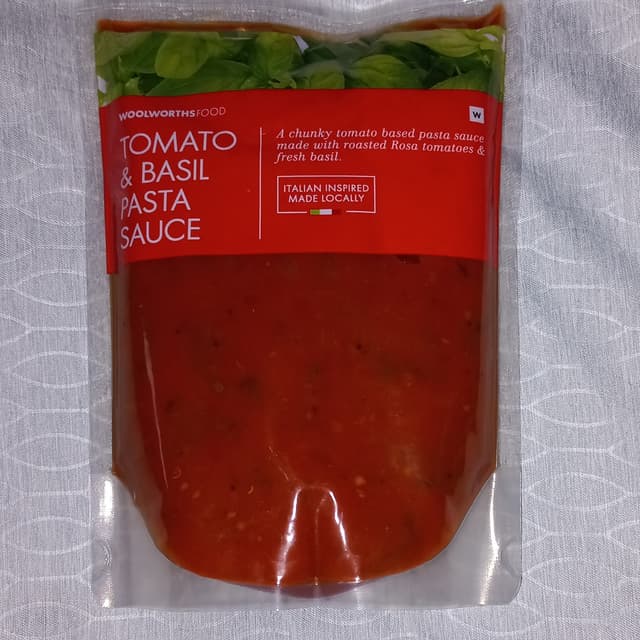 WOOLWORTHSFOOD
W
TOMATO
& BASIL
PASTA
SAUCE
A chunky tomato based pasta sauce
made with roasted Rosa tomatoes &
fresh basil.
ITALIAN INSPIRED
MADE LOCALLY